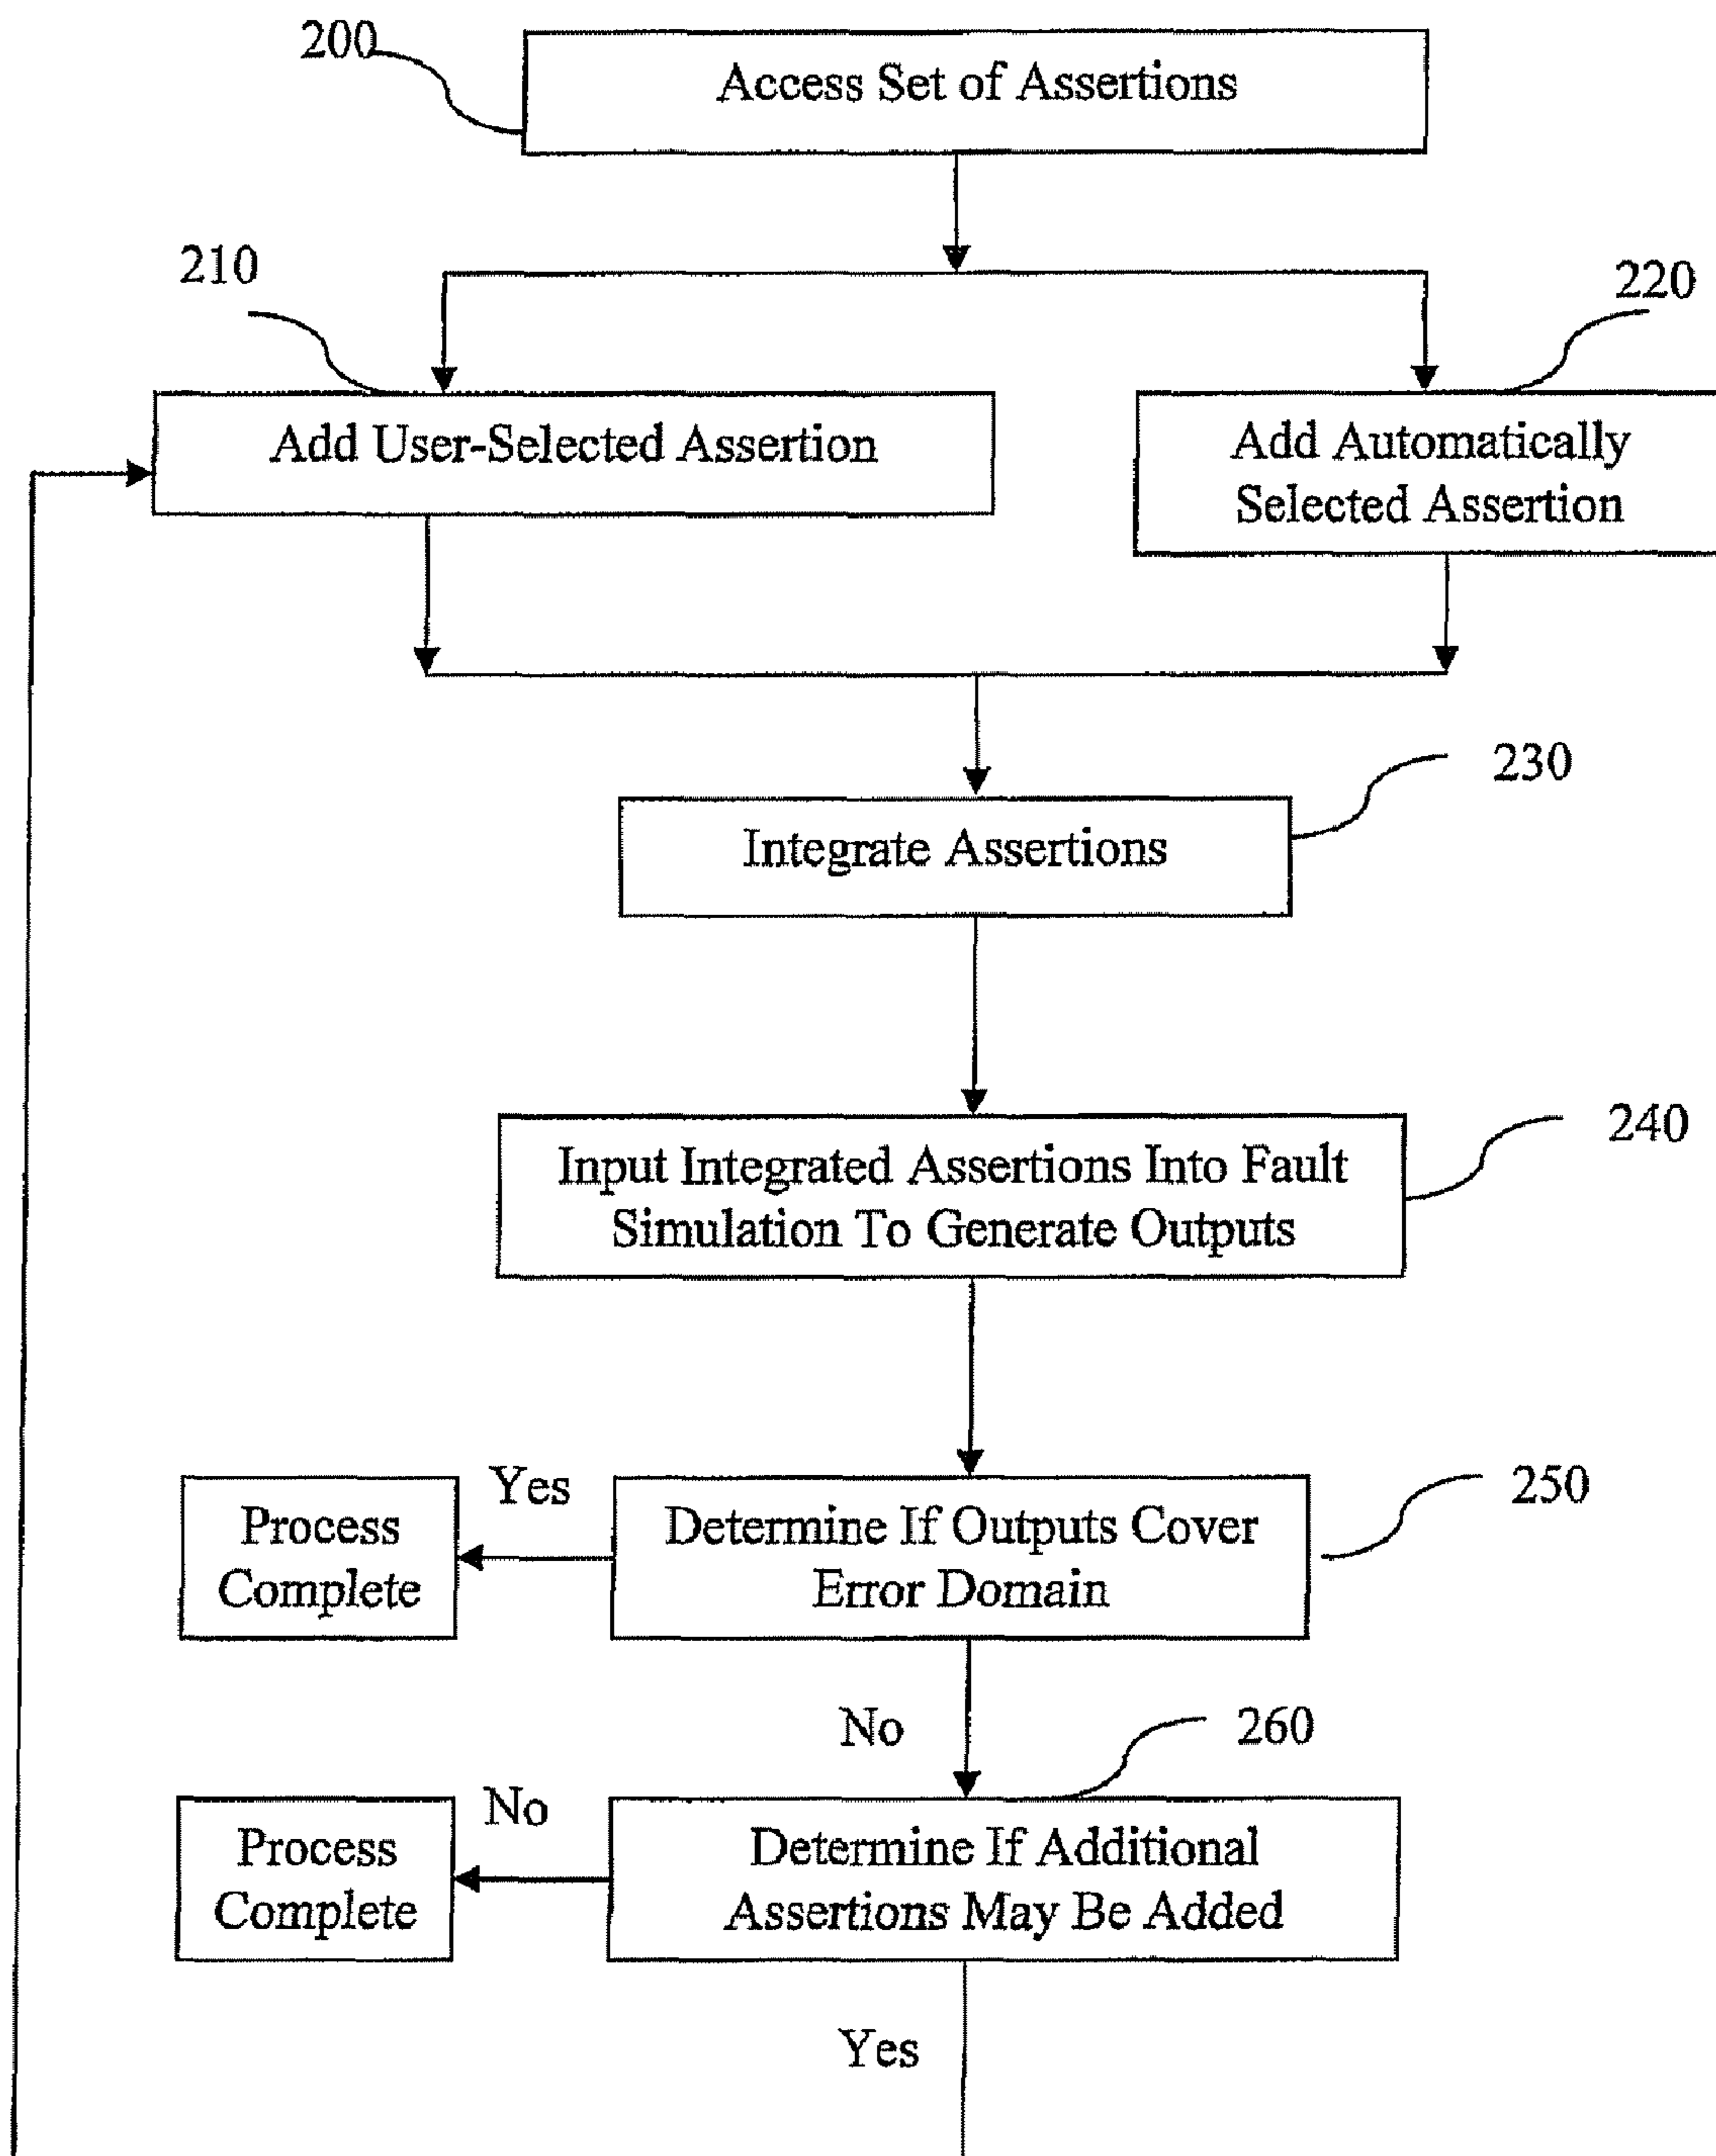 200
Access Set of Assertions
210
220
Add User-Selected Assertion
Add Automatically
Selected Assertion
230
Integrate Assertions
240
Input Integrated Assertions Into Fault
Simulation To Generate Outputs
250
Yes
Process
Complete
Determine If Outputs Cover
Error Domain
No
260
No
Process
Complete
Determine If Additional
Assertions May Be Added
Yes